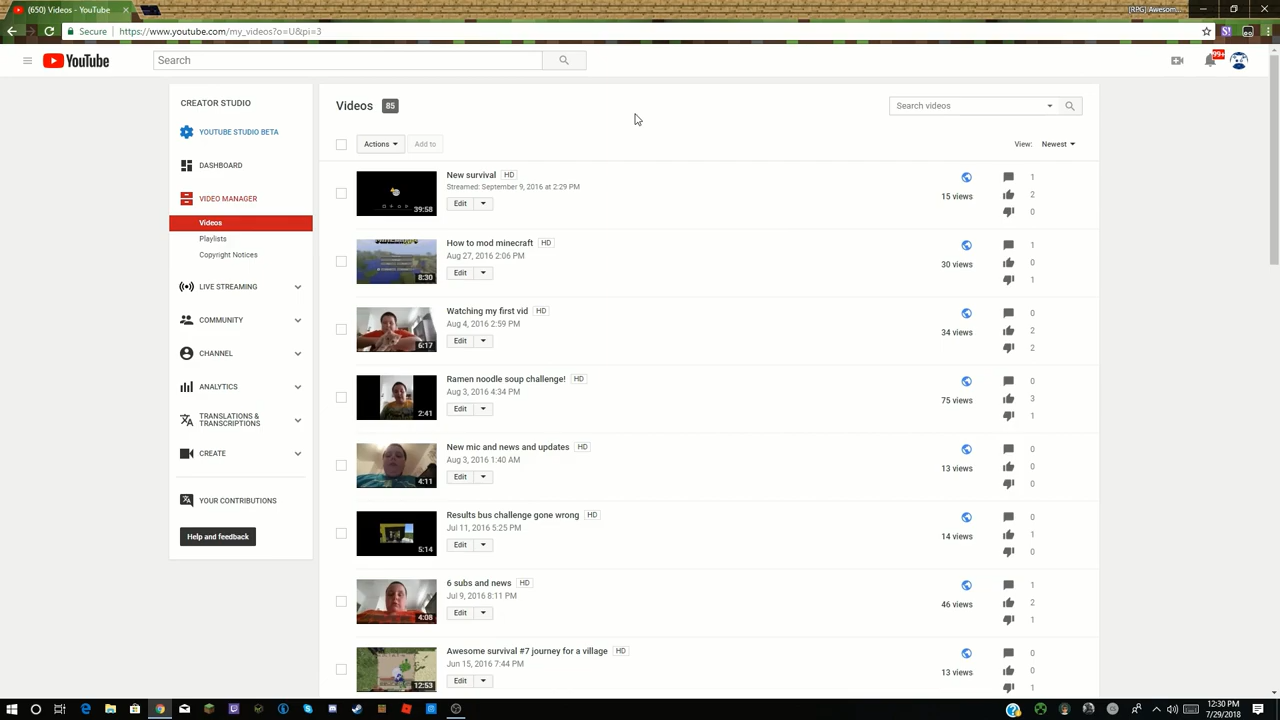 (650) Videos - YouTube
[RPG] Awesom...
Secure
https://www.youtube.com/my_videos?o=U&pi=3
YouTube
Search
99+
CREATOR STUDIO
YOUTUBE STUDIO BETA
DASHBOARD
VIDEO MANAGER
Videos
Playlists
Copyright Notices
LIVE STREAMING
COMMUNITY
CHANNEL
ANALYTICS
TRANSLATIONS &
TRANSCRIPTIONS
CREATE
YOUR CONTRIBUTIONS
Help and feedback
Videos 85
Search videos
Actions
Add to
View: Newest
New survival HD
Streamed: September 9, 2016 at 2:29 PM
Edit
39:58
15 views
1
2
0
How to mod minecraft HD
Aug 27, 2016 2:06 PM
Edit
8:30
30 views
1
0
1
Watching my first vid HD
Aug 4, 2016 2:59 PM
Edit
6:17
34 views
0
2
2
Ramen noodle soup challenge! HD
Aug 3, 2016 4:34 PM
Edit
2:41
75 views
0
3
1
New mic and news and updates HD
Aug 3, 2016 1:40 AM
Edit
4:11
13 views
0
0
0
Results bus challenge gone wrong HD
Jul 11, 2016 5:25 PM
Edit
5:14
14 views
0
1
0
6 subs and news HD
Jul 9, 2016 8:11 PM
Edit
4:08
46 views
1
2
1
Awesome survival #7 journey for a village HD
Jun 15, 2016 7:44 PM
Edit
12:53
13 views
0
0
1
12:30 PM
7/29/2018